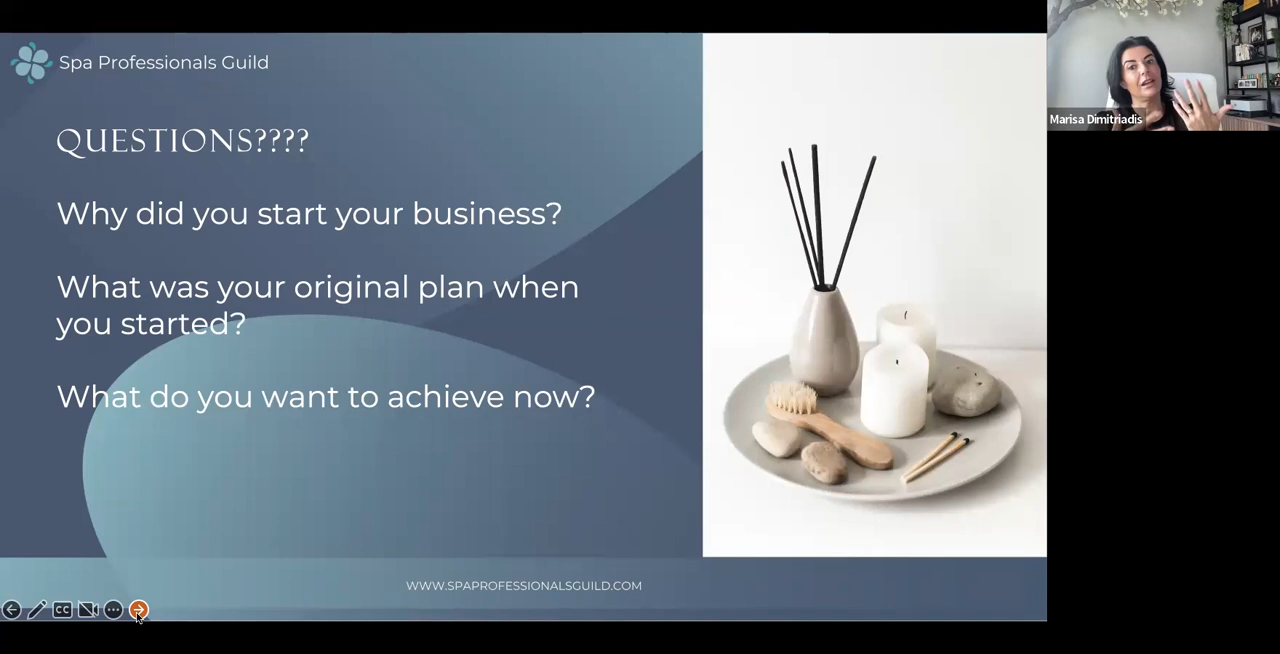 Spa Professionals Guild
Marisa Dimitriadis
QUESTIONS????
Why did you start your business?
What was your original plan when
you started?
What do you want to achieve now?
WWW.SPAPROFESSIONALSGUILD.COM
CC